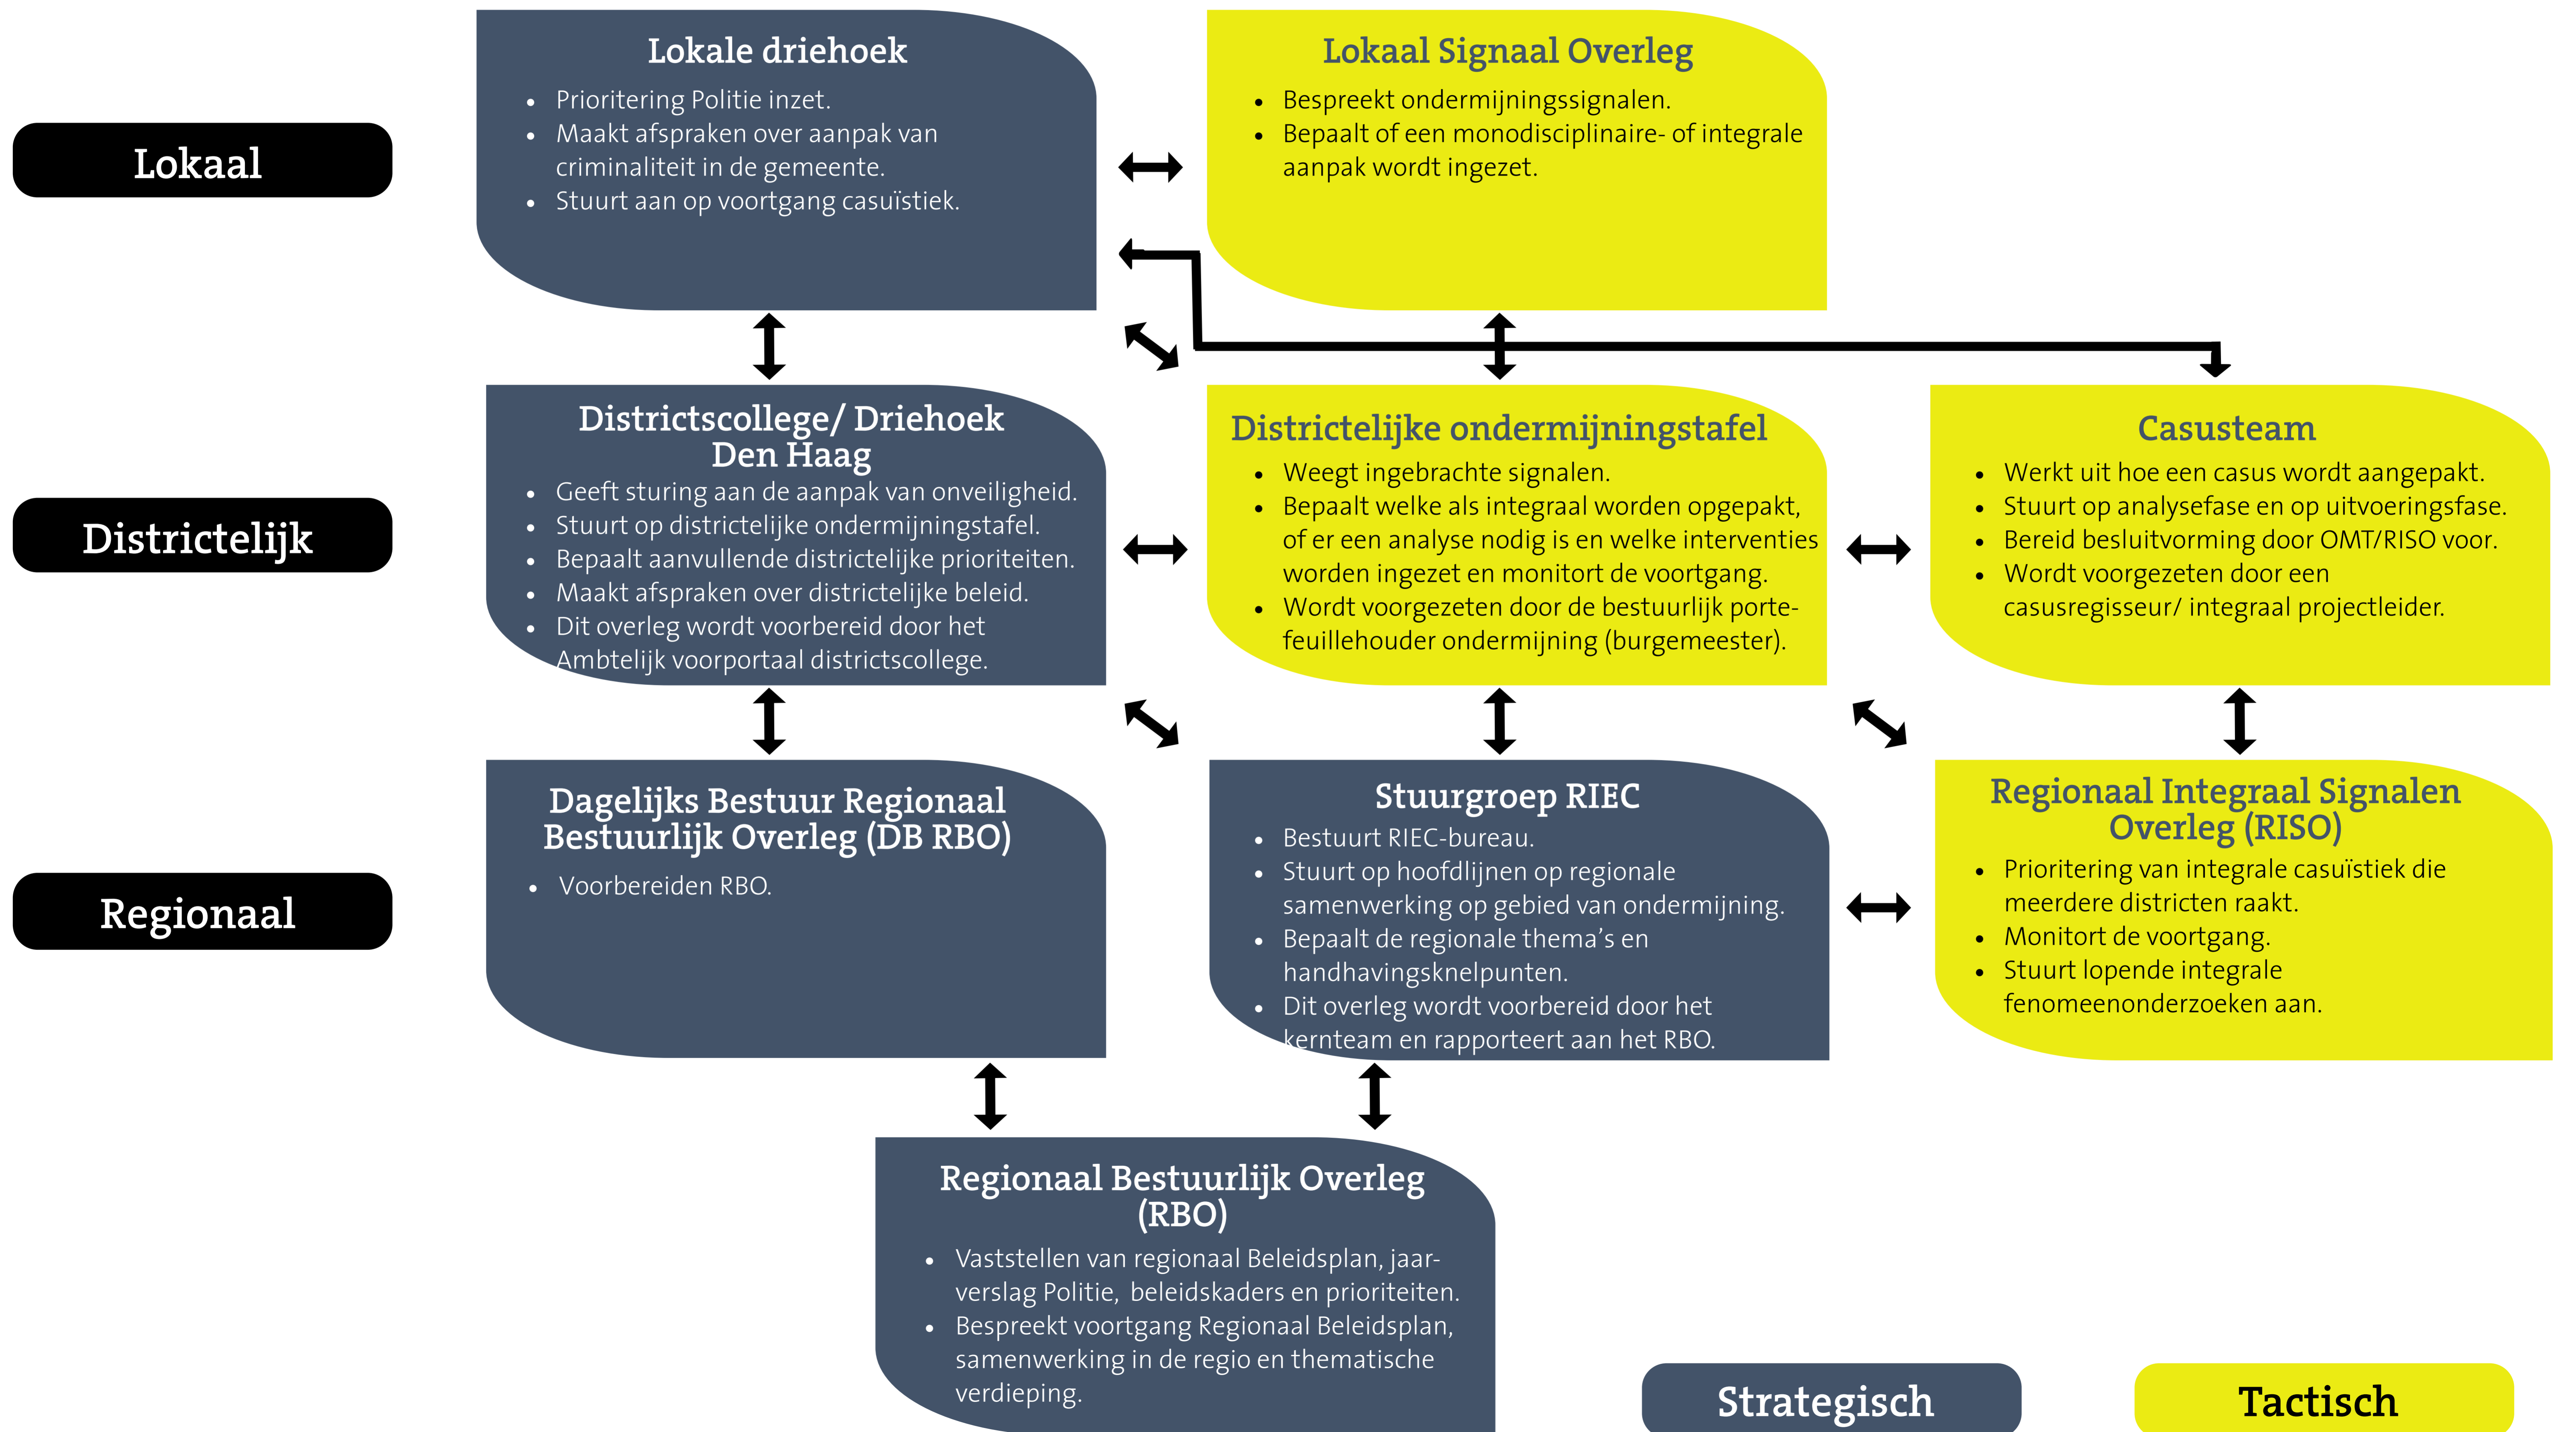 Lokaal
Lokale driehoek
• Prioritering Politie inzet.
• Maakt afspraken over aanpak van
criminaliteit in de gemeente.
• Stuurt aan op voortgang casuïstiek.
Lokaal Signaal Overleg
• Bespreekt ondermijningssignalen.
• Bepaalt of een monodisciplinaire- of integrale
aanpak wordt ingezet.
Districtelijk
Districtscollege/ Driehoek
Den Haag
• Geeft sturing aan de aanpak van onveiligheid.
• Stuurt op districtelijke ondermijningstafel.
• Bepaalt aanvullende districtelijke prioriteiten.
• Maakt afspraken over districtelijke beleid.
• Dit overleg wordt voorbereid door het
Ambtelijk voorportaal districtscollege.
Districtelijke ondermijningstafel
• Weegt ingebrachte signalen.
• Bepaalt welke als integraal worden opgepakt,
of er een analyse nodig is en welke interventies
worden ingezet en monitort de voortgang.
• Wordt voorgezeten door de bestuurlijk porte-
feuillehouder ondermijning (burgemeester).
Casusteam
• Werkt uit hoe een casus wordt aangepakt.
• Stuurt op analysefase en op uitvoeringsfase.
• Bereid besluitvorming door OMT/RISO voor.
• Wordt voorgezeten door een
casusregisseur/ integraal projectleider.
Regionaal
Dagelijks Bestuur Regionaal
Bestuurlijk Overleg (DB RBO)
• Voorbereiden RBO.
Stuurgroep RIEC
• Bestuurt RIEC-bureau.
• Stuurt op hoofdlijnen op regionale
samenwerking op gebied van ondermijning.
• Bepaalt de regionale thema’s en
handhavingsknelpunten.
• Dit overleg wordt voorbereid door het
kernteam en rapporteert aan het RBO.
Regionaal Integraal Signalen
Overleg (RISO)
• Prioritering van integrale casuïstiek die
meerdere districten raakt.
• Monitort de voortgang.
• Stuurt lopende integrale
fenomeenonderzoeken aan.
Regionaal Bestuurlijk Overleg
(RBO)
• Vaststellen van regionaal Beleidsplan, jaar-
verslag Politie, beleidskaders en prioriteiten.
• Bespreekt voortgang Regionaal Beleidsplan,
samenwerking in de regio en thematische
verdieping.
Strategisch
Tactisch